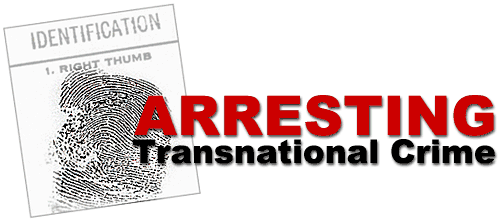 IDENTIFICATION
1. RIGHT THUMB
ARRESTING
Transnational Crime